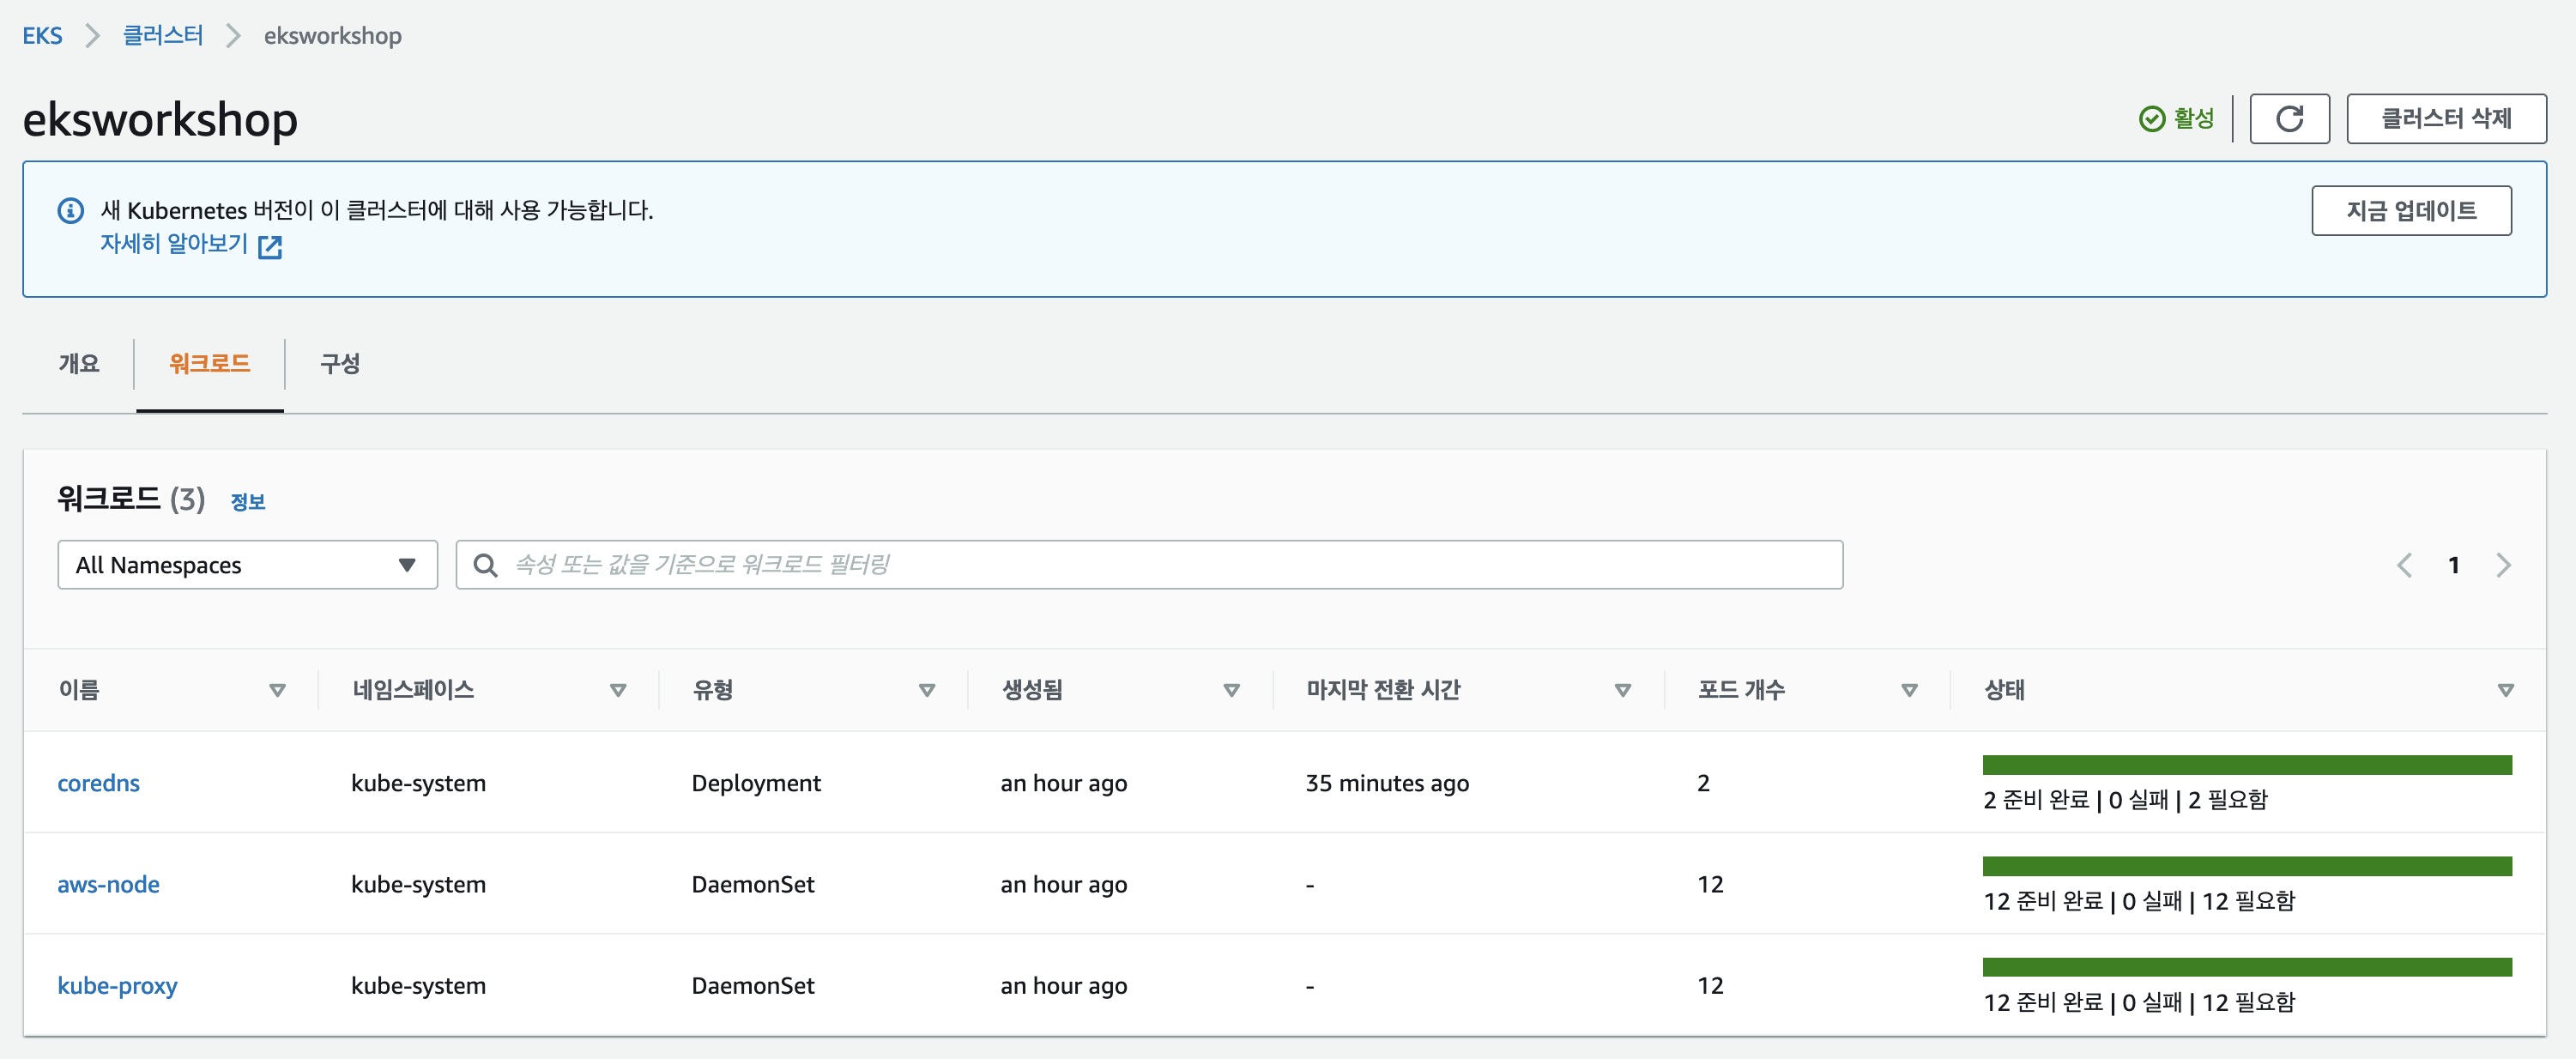 EKS > 클러스터 > eksworkshop
eksworkshop
활성
클러스터 삭제
새 Kubernetes 버전이 이 클러스터에 대해 사용 가능합니다.
지금 업데이트
자세히 알아보기
개요 워크로드 구성
워크로드 (3) 정보
All Namespaces
속성 또는 값을 기준으로 워크로드 필터링
1
이름 네임스페이스 유형 생성됨 마지막 전환 시간 포드 개수 상태
coredns kube-system Deployment an hour ago 35 minutes ago 2
2 준비 완료 | 0 실패 | 2 필요함
aws-node kube-system DaemonSet an hour ago - 12
12 준비 완료 | 0 실패 | 12 필요함
kube-proxy kube-system DaemonSet an hour ago - 12
12 준비 완료 | 0 실패 | 12 필요함